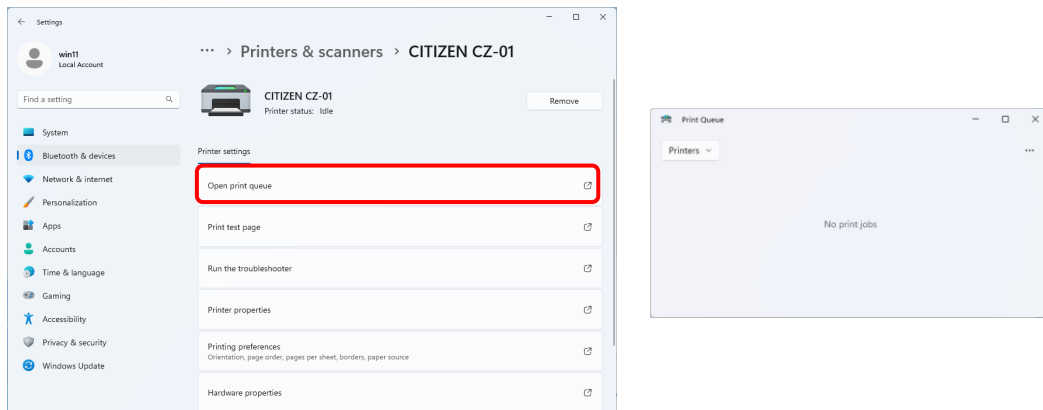 Settings
win11
Local Account
Find a setting
System
Bluetooth & devices
Network & internet
Personalization
Apps
Accounts
Time & language
Gaming
Accessibility
Privacy & security
Windows Update
… > Printers & scanners > CITIZEN CZ-01
CITIZEN CZ-01
Printer status: Idle
Remove
Printer settings
Open print queue
Print test page
Run the troubleshooter
Printer properties
Printing preferences
Orientation, page order, pages per sheet, borders, paper source
Hardware properties
Print Queue
Printers
No print jobs